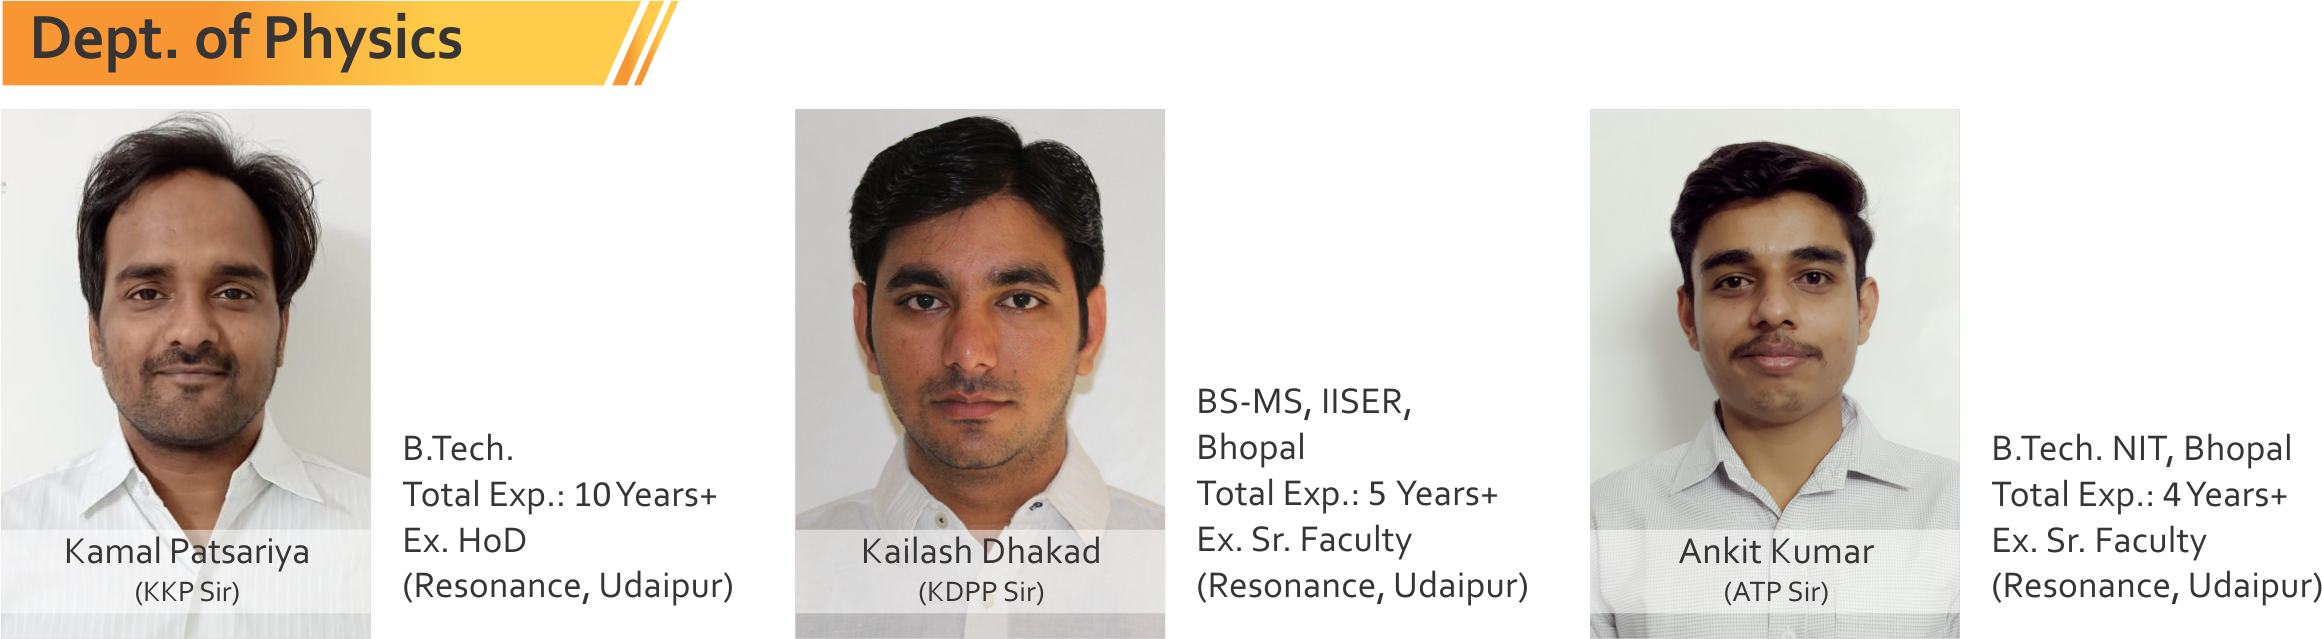 Dept. of Physics
Kamal Patsariya
(KKP Sir)
B.Tech.
Total Exp.: 10 Years+
Ex. HoD
(Resonance, Udaipur)
Kailash Dhakad
(KDPP Sir)
BS-MS, IISER,
Bhopal
Total Exp.: 5 Years+
Ex. Sr. Faculty
(Resonance, Udaipur)
Ankit Kumar
(ATP Sir)
B.Tech. NIT, Bhopal
Total Exp.: 4 Years+
Ex. Sr. Faculty
(Resonance, Udaipur)